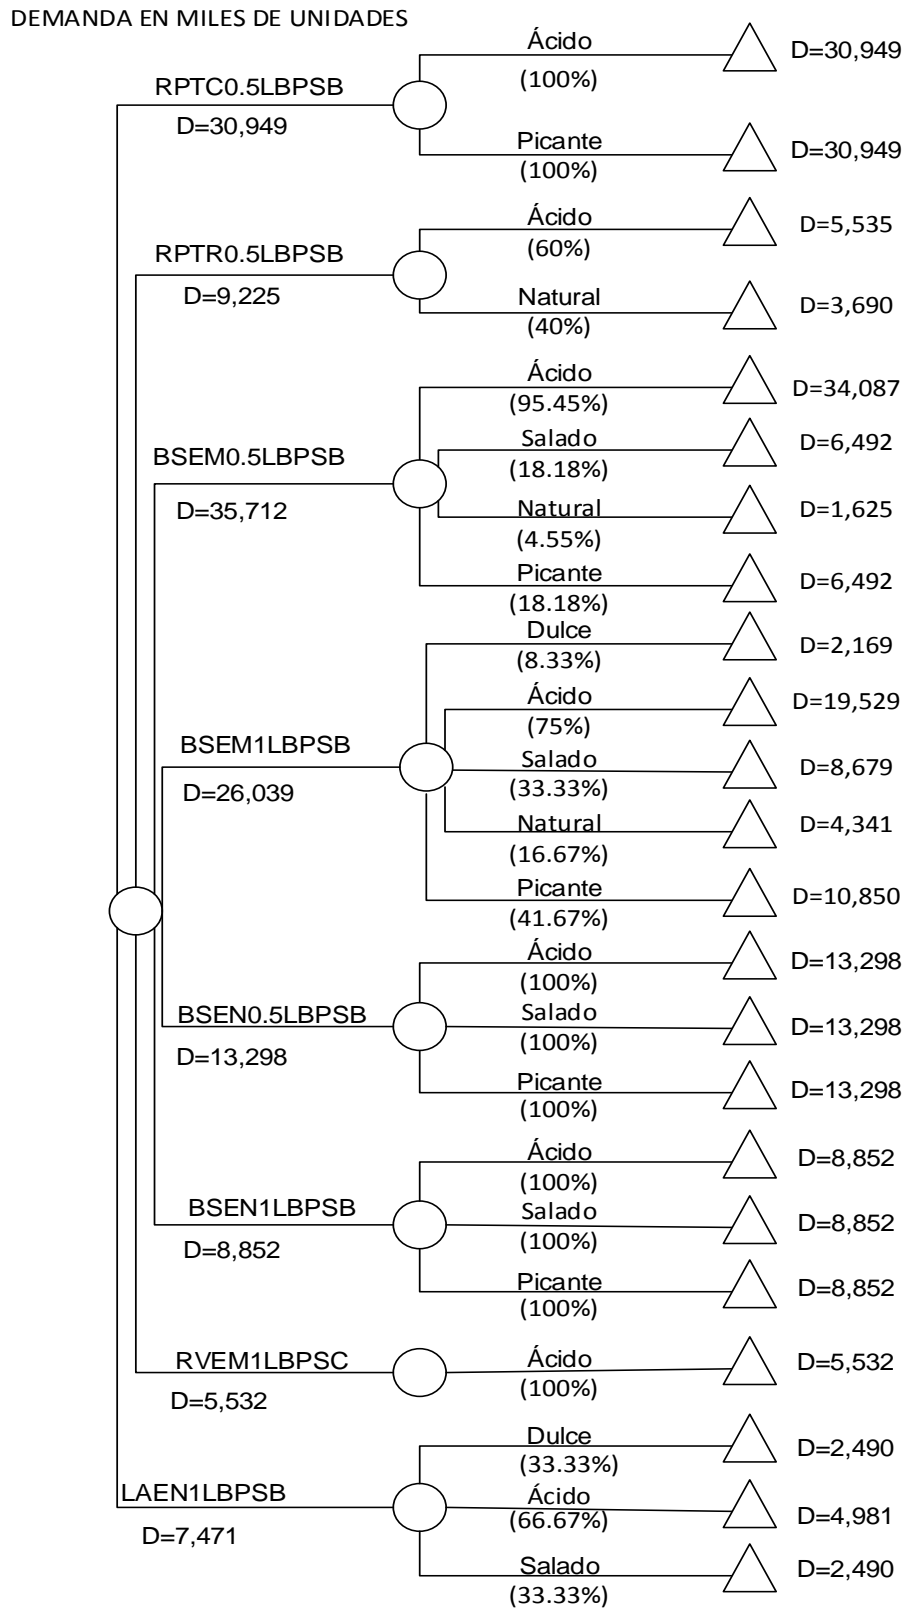 DEMANDA EN MILES DE UNIDADES
RPTC0.5LBPSB
D=30,949
Ácido
(100%)
D=30,949
Picante
(100%)
D=30,949
RPTR0.5LBPSB
D=9,225
Ácido
(60%)
D=5,535
Natural
(40%)
D=3,690
BSEM0.5LBPSB
D=35,712
Ácido
(95.45%)
D=34,087
Salado
(18.18%)
D=6,492
Natural
(4.55%)
D=1,625
Picante
(18.18%)
D=6,492
BSEM1LBPSB
D=26,039
Dulce
(8.33%)
D=2,169
Ácido
(75%)
D=19,529
Salado
(33.33%)
D=8,679
Natural
(16.67%)
D=4,341
Picante
(41.67%)
D=10,850
BSEN0.5LBPSB
D=13,298
Ácido
(100%)
D=13,298
Salado
(100%)
D=13,298
Picante
(100%)
D=13,298
BSEN1LBPSB
D=8,852
Ácido
(100%)
D=8,852
Salado
(100%)
D=8,852
Picante
(100%)
D=8,852
RVEM1LBPSC
D=5,532
Ácido
(100%)
D=5,532
LAEN1LBPSB
D=7,471
Dulce
(33.33%)
D=2,490
Ácido
(66.67%)
D=4,981
Salado
(33.33%)
D=2,490